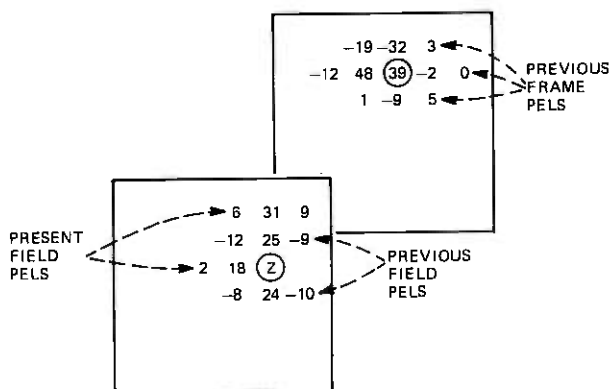 −19 −32 3
−12 48 39 −2 0
1 −9 5
PREVIOUS
FRAME
PELS
6 31 9
−12 25 −9
2 18 Z
−8 24 −10
PRESENT
FIELD
PELS
PREVIOUS
FIELD
PELS